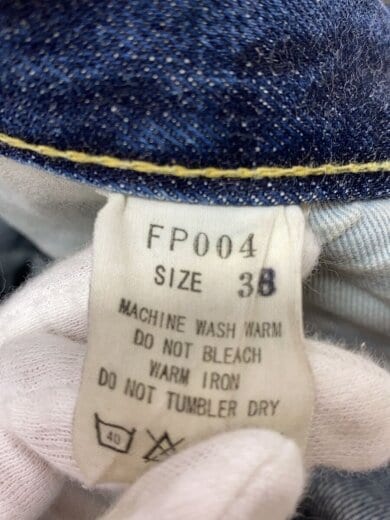 FP004
SIZE 38
MACHINE WASH WARM
DO NOT BLEACH
WARM IRON
DO NOT TUMBLER DRY
40